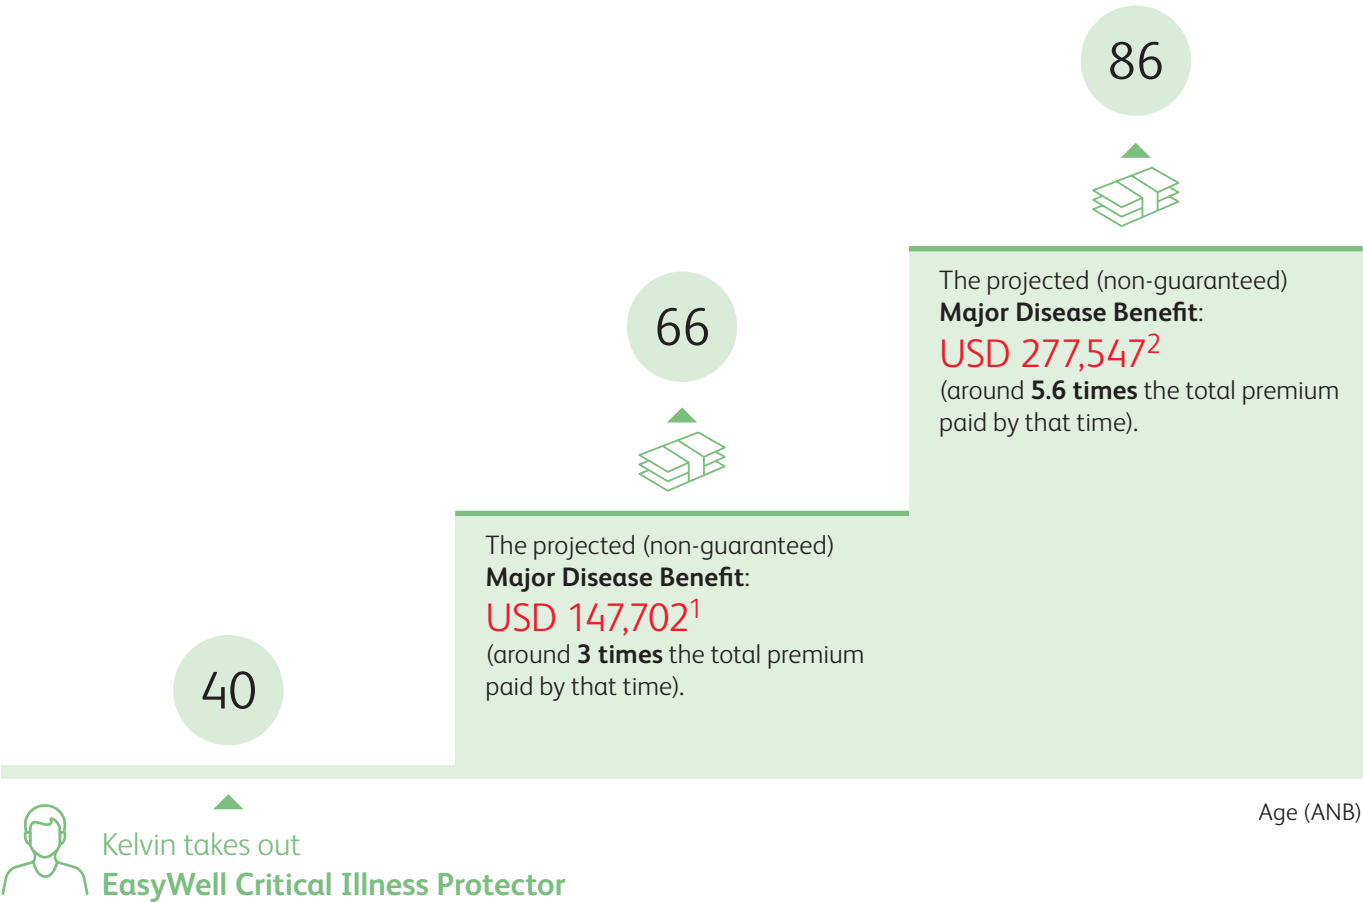 86
The projected (non-guaranteed)
Major Disease Benefit:
USD 277,547²
(around 5.6 times the total premium
paid by that time).
66
The projected (non-guaranteed)
Major Disease Benefit:
USD 147,702¹
(around 3 times the total premium
paid by that time).
40
Age (ANB)
Kelvin takes out
EasyWell Critical Illness Protector